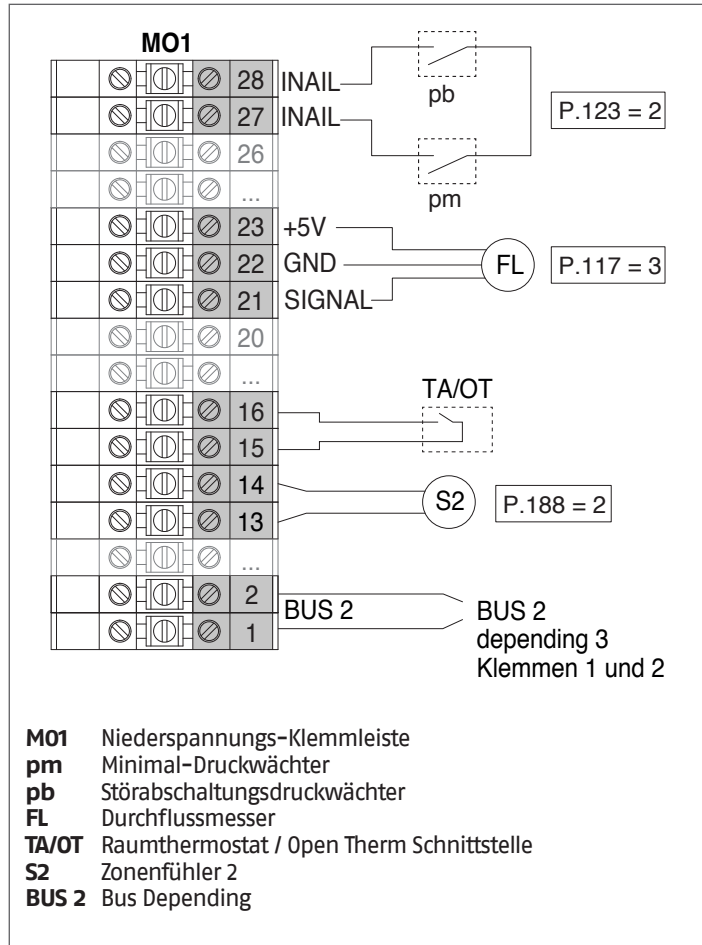 MO1
28 INAIL
pb
27 INAIL
P.123 = 2
26
...
pm
23 +5V
22 GND
FL
P.117 = 3
21 SIGNAL
20
...
TA/OT
16
15
14
S2
P.188 = 2
13
...
2
BUS 2
1
BUS 2
depending 3
Klemmen 1 und 2
M01 Niederspannungs-Klemmleiste
pm Minimal-Druckwächter
pb Störabschaltungsdruckwächter
FL Durchflussmesser
TA/OT Raumthermostat / Open Therm Schnittstelle
S2 Zonenfühler 2
BUS 2 Bus Depending